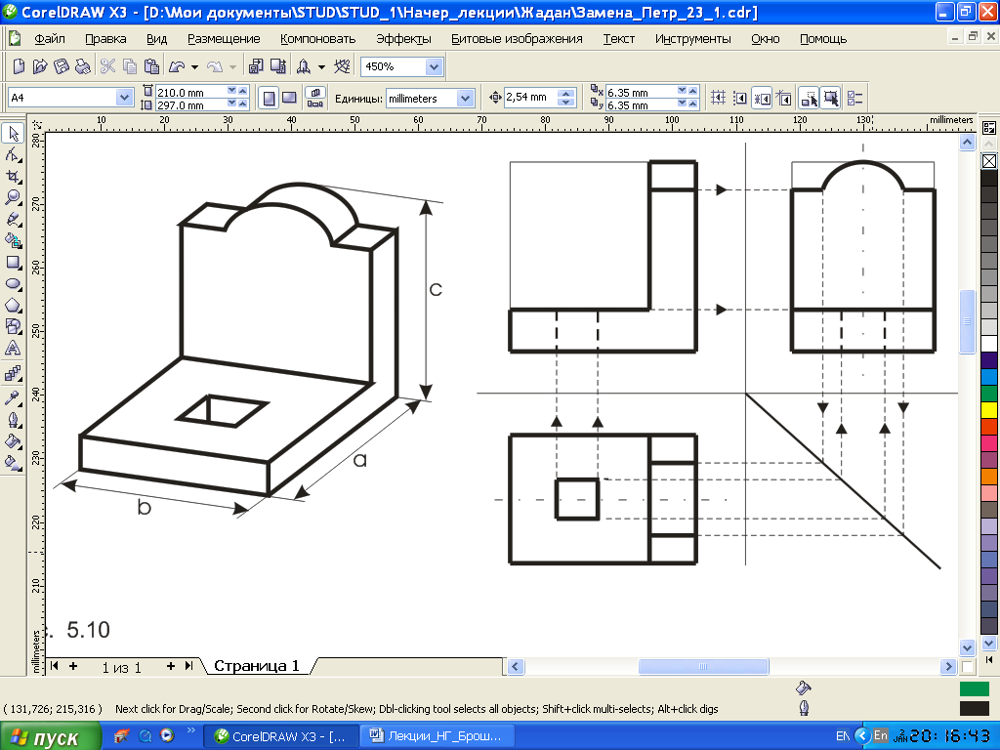 CorelDRAW X3 - [D:\Мои документы\STUD\STUD_1\Начер_лекции\Жадан\Замена_Петр_23_1.cdr]
Файл Правка Вид Размещение Компоновать Эффекты Битовые изображения Текст Инструменты Окно Помощь
450%
A4 210.0 mm 297.0 mm Единицы: millimeters 2,54 mm 6.35 mm 6.35 mm
10 20 30 40 50 60 70 80 90 100 110 120 130 millimeters
280
270
260
250
240
230
220
210
millimeters
c
a
b
5.10
1 из 1 Страница 1
( 131,726; 215,316 ) Next click for Drag/Scale; Second click for Rotate/Skew; Dbl-clicking tool selects all objects; Shift+click multi-selects; Alt+click digs
пуск CorelDRAW X3 - [... Лекции_НГ_Брош... EN En 20:16:43